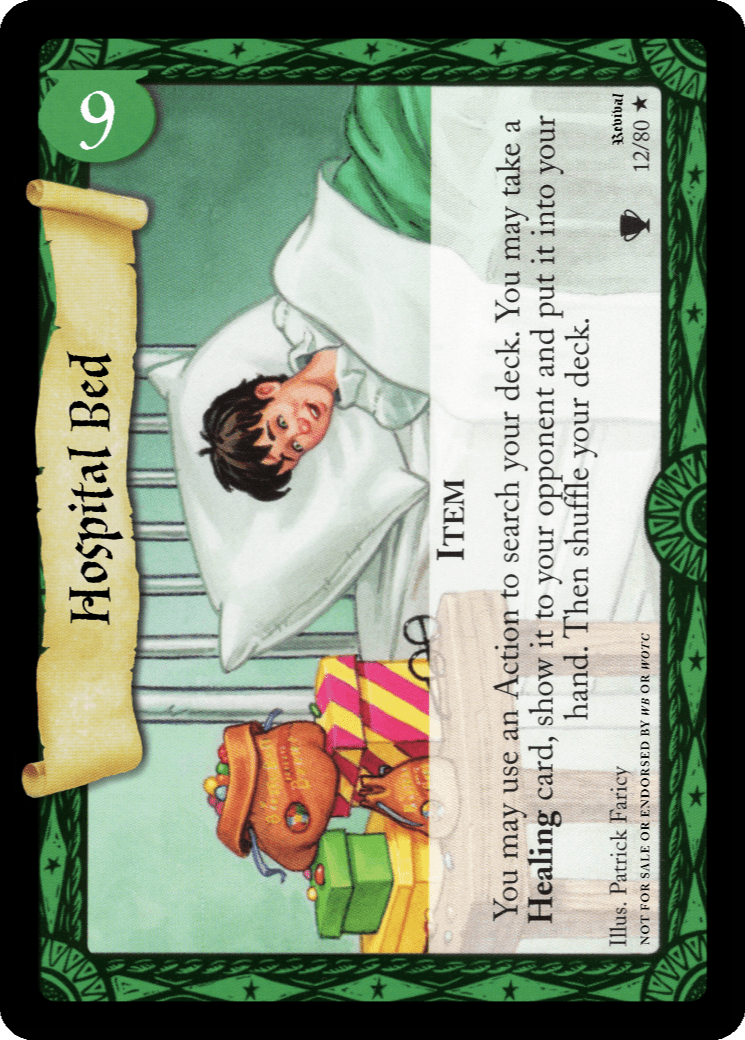 9
Hospital Bed
ITEM
You may use an Action to search your deck. You may take a
Healing card, show it to your opponent and put it into your
hand. Then shuffle your deck.
Illus. Patrick Faricy
NOT FOR SALE OR ENDORSED BY WB OR WOTC
Revival
12/80 ★